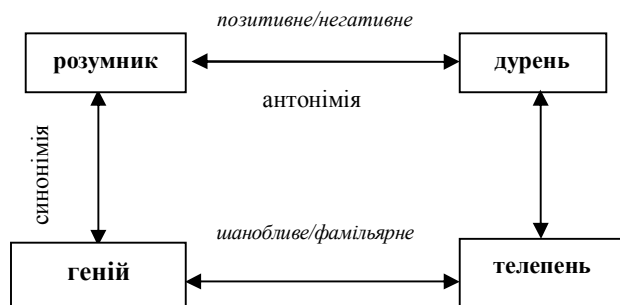 позитивне/негативне
розумник
дурень
антонімія
синонімія
шанобливе/фамільярне
геній
телепень